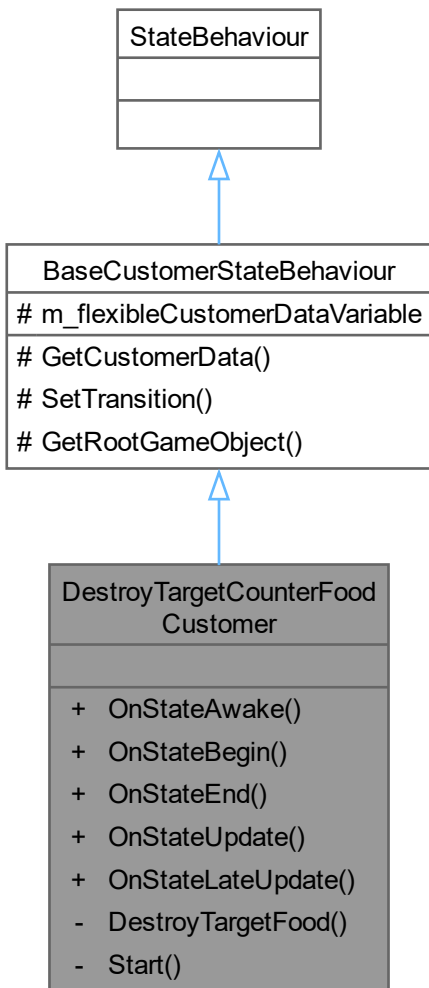 StateBehaviour
BaseCustomerStateBehaviour
# m_flexibleCustomerDataVariable
# GetCustomerData()
# SetTransition()
# GetRootGameObject()
DestroyTargetCounterFood
Customer
+ OnStateAwake()
+ OnStateBegin()
+ OnStateEnd()
+ OnStateUpdate()
+ OnStateLateUpdate()
- DestroyTargetFood()
- Start()